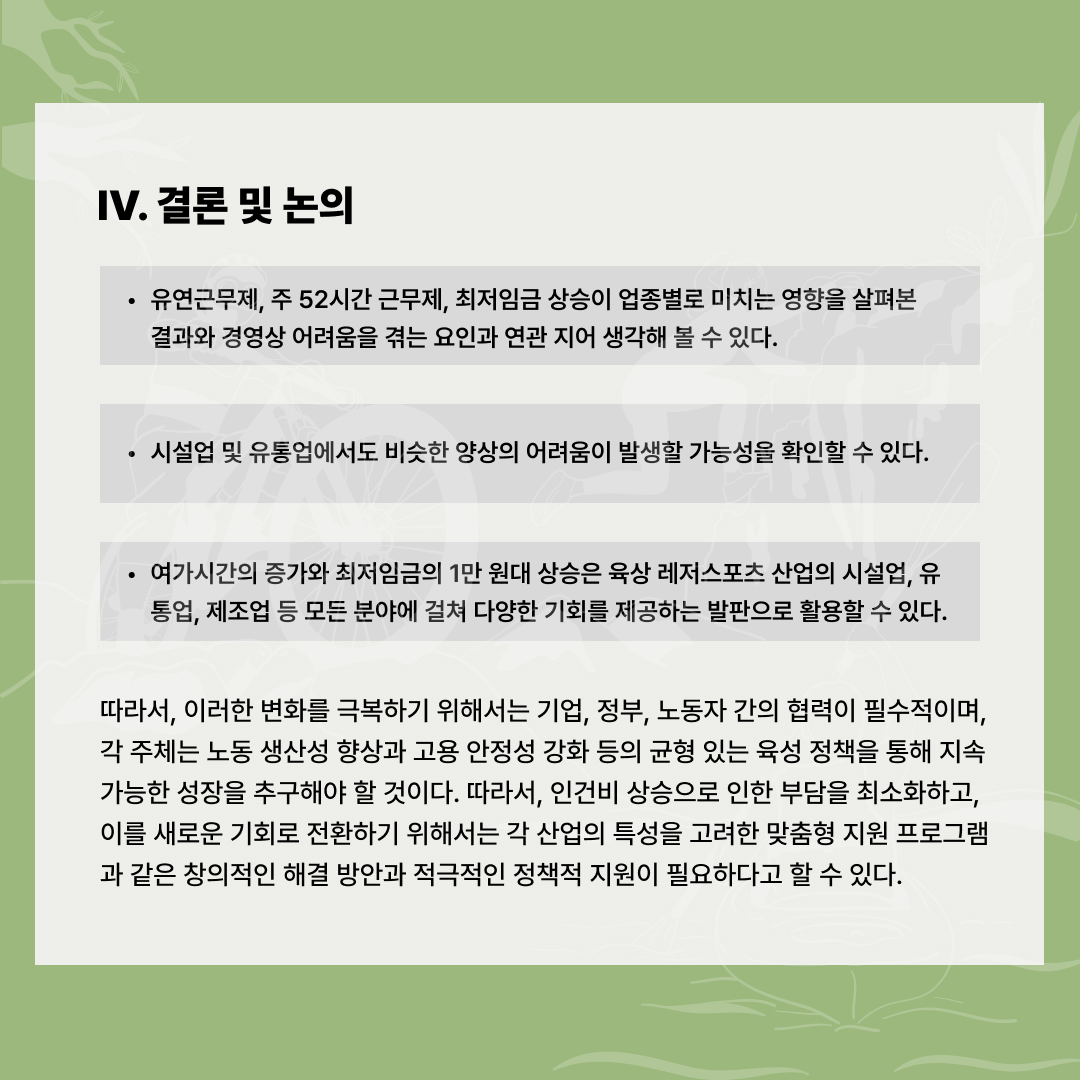 IV. 결론 및 논의
• 유연근무제, 주 52시간 근무제, 최저임금 상승이 업종별로 미치는 영향을 살펴본
결과와 경영상 어려움을 겪는 요인과 연관 지어 생각해 볼 수 있다.
• 시설업 및 유통업에서도 비슷한 양상의 어려움이 발생할 가능성을 확인할 수 있다.
• 여가시간의 증가와 최저임금의 1만 원대 상승은 육상 레저스포츠 산업의 시설업, 유
통업, 제조업 등 모든 분야에 걸쳐 다양한 기회를 제공하는 발판으로 활용할 수 있다.
따라서, 이러한 변화를 극복하기 위해서는 기업, 정부, 노동자 간의 협력이 필수적이며,
각 주체는 노동 생산성 향상과 고용 안정성 강화 등의 균형 있는 육성 정책을 통해 지속
가능한 성장을 추구해야 할 것이다. 따라서, 인건비 상승으로 인한 부담을 최소화하고,
이를 새로운 기회로 전환하기 위해서는 각 산업의 특성을 고려한 맞춤형 지원 프로그램
과 같은 창의적인 해결 방안과 적극적인 정책적 지원이 필요하다고 할 수 있다.